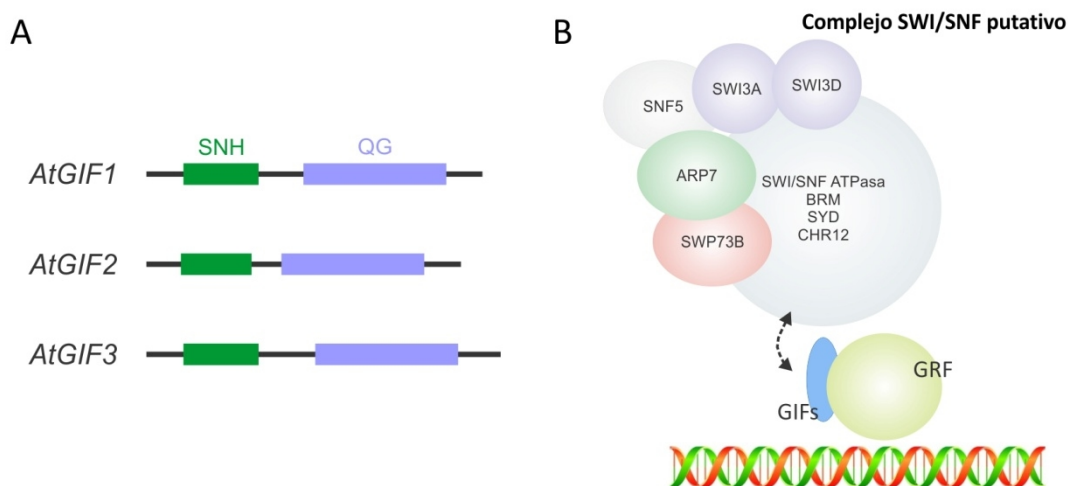 A
SNH
QG
AtGIF1
AtGIF2
AtGIF3
B
Complejo SWI/SNF putativo
SNF5
SWI3A
SWI3D
ARP7
SWP73B
SWI/SNF ATPasa
BRM
SYD
CHR12
GRF
GIFs